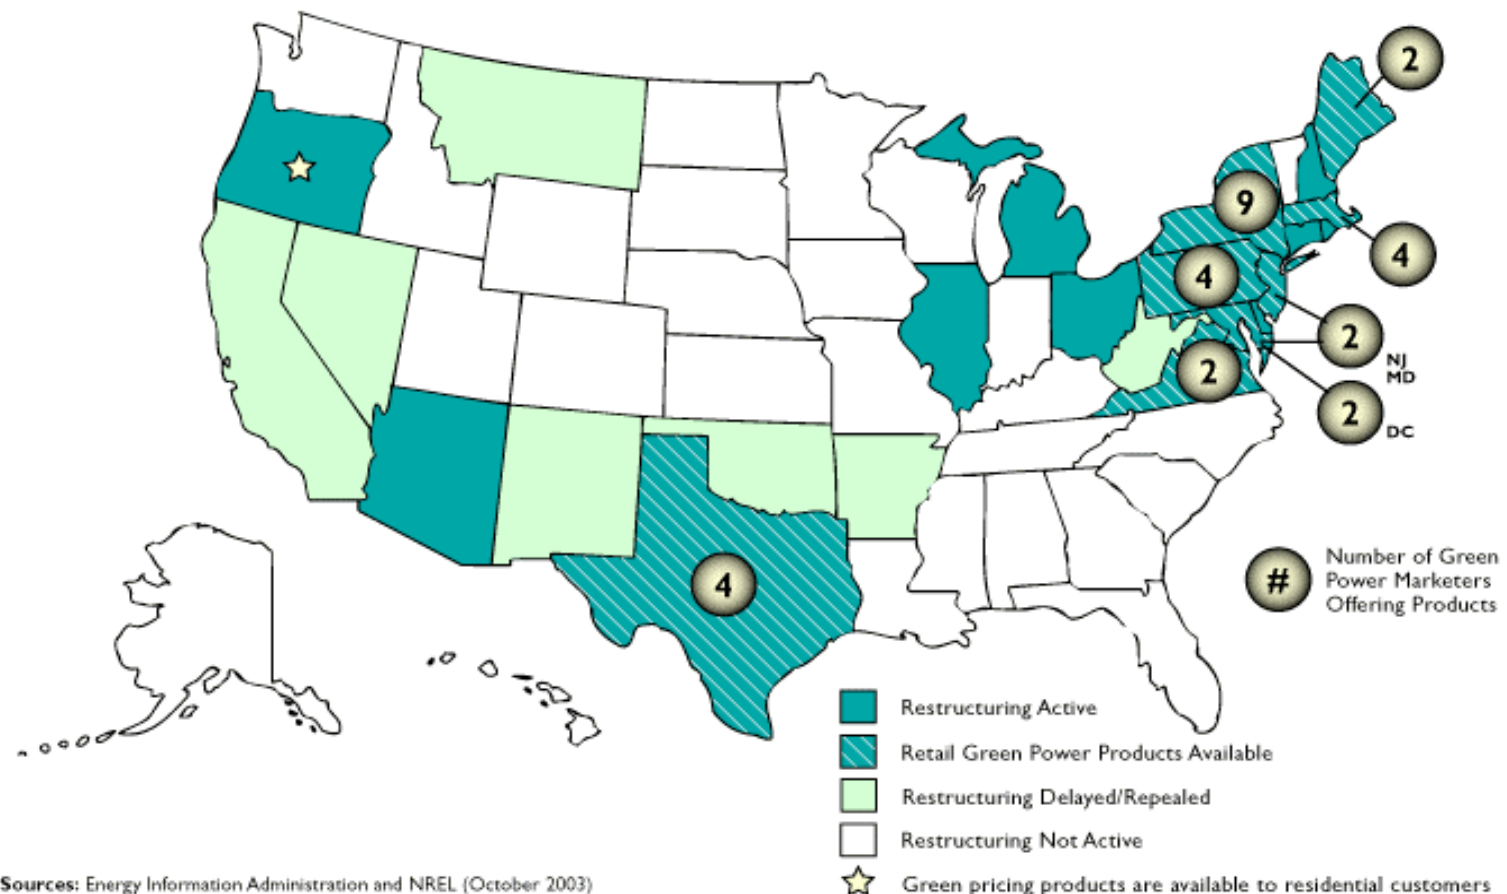 2
9
4
4
2
NJ
MD
2
2
DC
4
#
Number of Green
Power Marketers
Offering Products
Restructuring Active
Retail Green Power Products Available
Restructuring Delayed/Repealed
Restructuring Not Active
Green pricing products are available to residential customers
Sources: Energy Information Administration and NREL (October 2003)